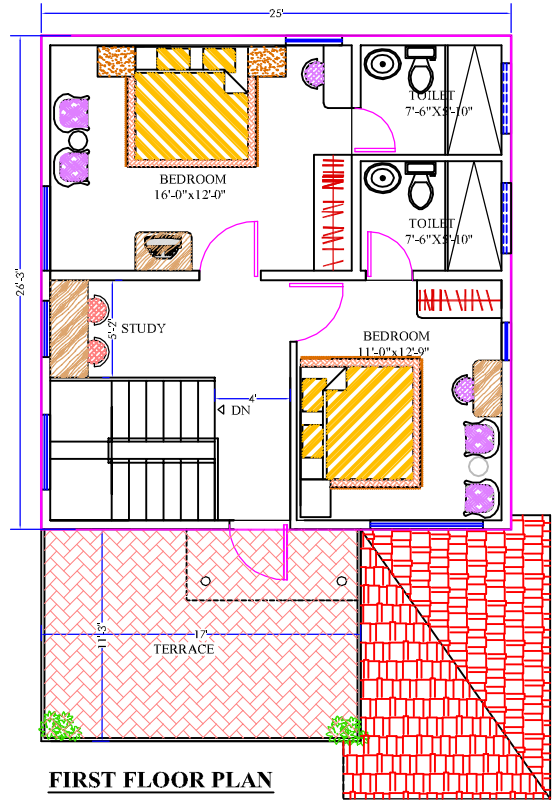 25'
TOILET
7'-6"X5'-10"
BEDROOM
16'-0"x12'-0"
TOILET
7'-6"X5'-10"
26'-3"
STUDY
5'-2"
BEDROOM
11'-0"x12'-9"
4'
DN
17'
11'-3"
TERRACE
FIRST FLOOR PLAN